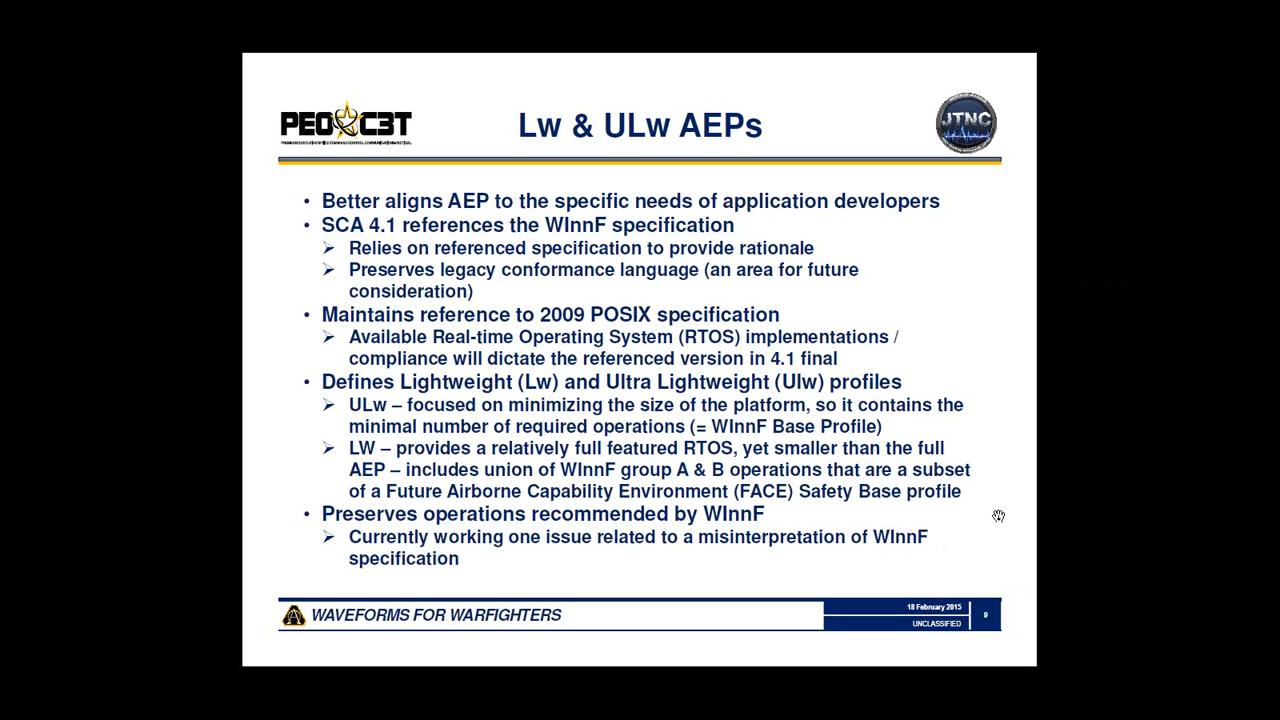 PEO C3T
Lw & ULw AEPs
JTNC
• Better aligns AEP to the specific needs of application developers
• SCA 4.1 references the WInnF specification
➢ Relies on referenced specification to provide rationale
➢ Preserves legacy conformance language (an area for future
consideration)
• Maintains reference to 2009 POSIX specification
➢ Available Real-time Operating System (RTOS) implementations /
compliance will dictate the referenced version in 4.1 final
• Defines Lightweight (Lw) and Ultra Lightweight (Ulw) profiles
➢ ULw – focused on minimizing the size of the platform, so it contains the
minimal number of required operations (= WInnF Base Profile)
➢ LW – provides a relatively full featured RTOS, yet smaller than the full
AEP – includes union of WInnF group A & B operations that are a subset
of a Future Airborne Capability Environment (FACE) Safety Base profile
• Preserves operations recommended by WInnF
➢ Currently working one issue related to a misinterpretation of WInnF
specification
WAVEFORMS FOR WARFIGHTERS
18 February 2015
UNCLASSIFIED
9